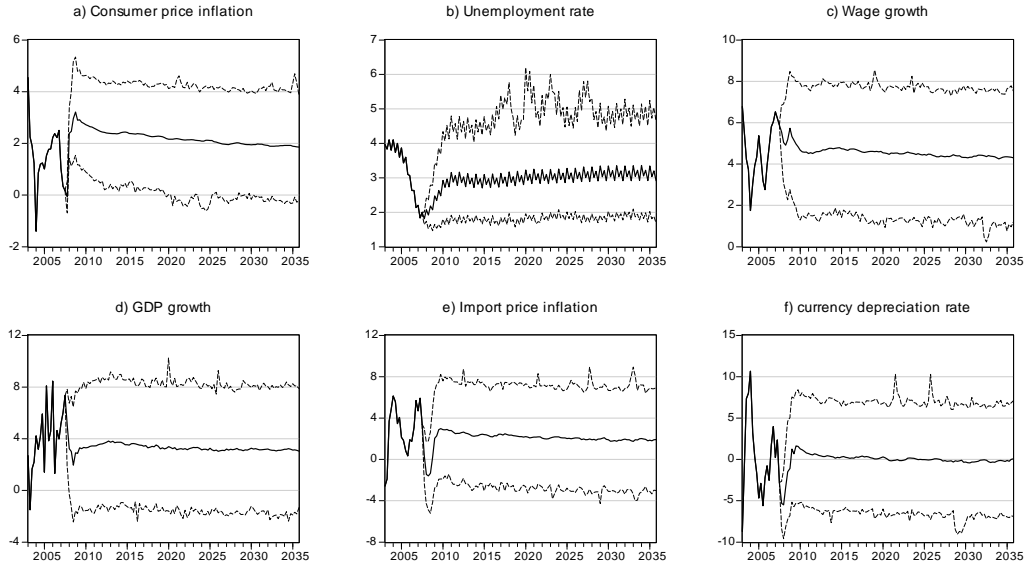 a) Consumer price inflation
6
4
2
0
-2
2005 2010 2015 2020 2025 2030 2035
b) Unemployment rate
7
6
5
4
3
2
1
2005 2010 2015 2020 2025 2030 2035
c) Wage growth
10
8
6
4
2
0
2005 2010 2015 2020 2025 2030 2035
d) GDP growth
12
8
4
0
-4
2005 2010 2015 2020 2025 2030 2035
e) Import price inflation
12
8
4
0
-4
-8
2005 2010 2015 2020 2025 2030 2035
f) currency depreciation rate
15
10
5
0
-5
-10
2005 2010 2015 2020 2025 2030 2035